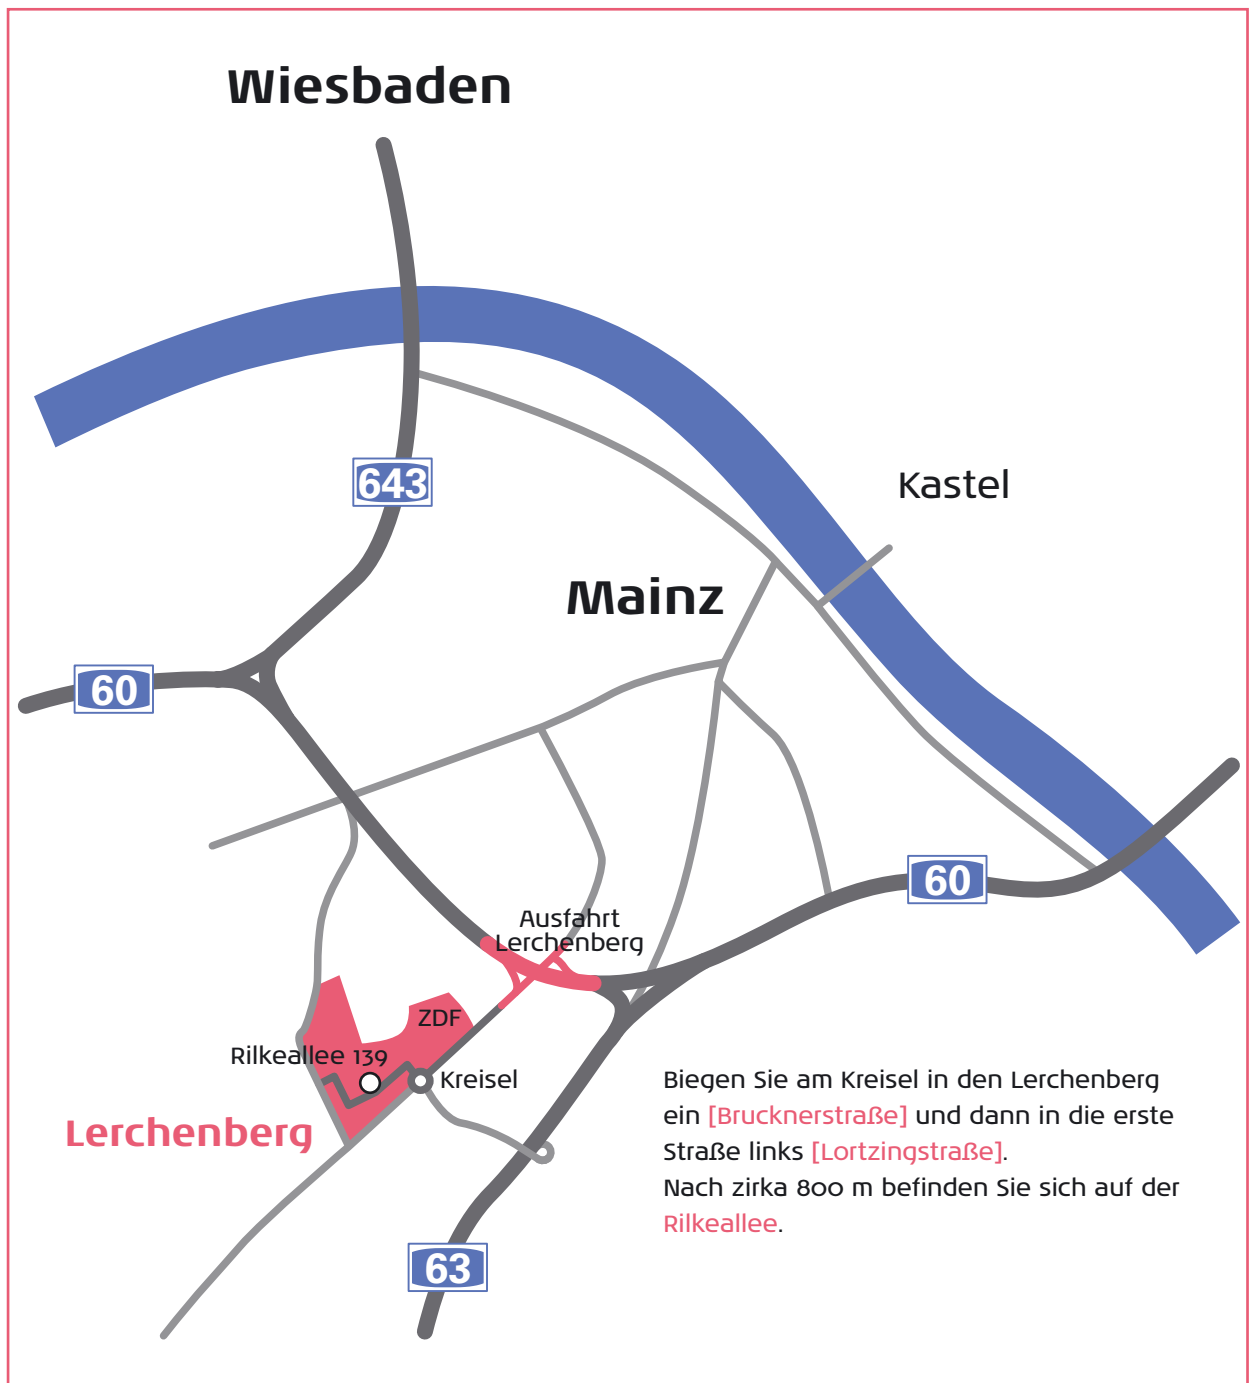 Wiesbaden
643
Kastel
Mainz
60
60
Ausfahrt
Lerchenberg
ZDF
Rilkeallee 139
Kreisel
Lerchenberg
Biegen Sie am Kreisel in den Lerchenberg
ein [Brucknerstraße] und dann in die erste
Straße links [Lortzingstraße].
Nach zirka 800 m befinden Sie sich auf der
Rilkeallee.
63